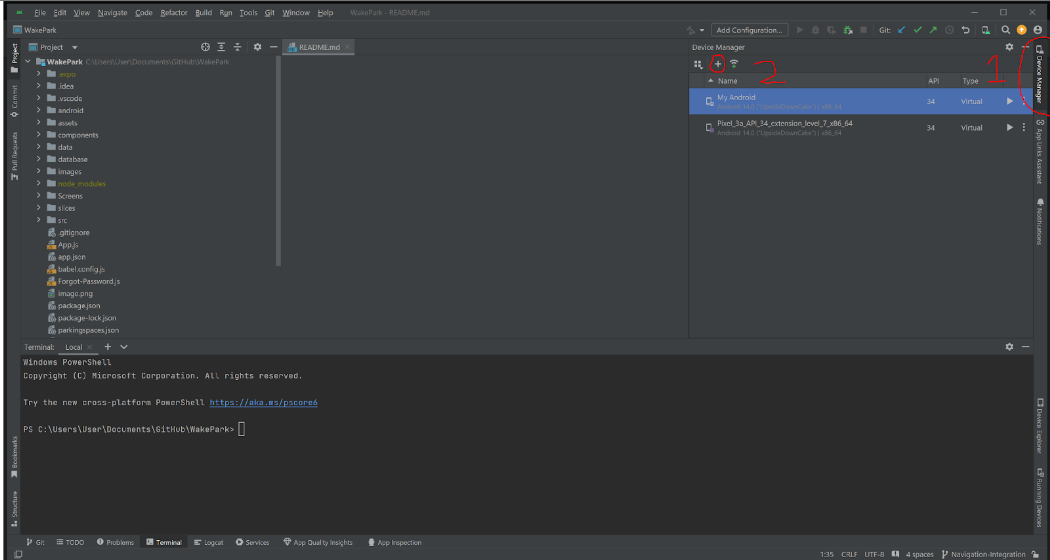 File Edit View Navigate Code Refactor Build Run Tools Git Window Help WakePark - README.md
WakePark
Add Configuration...
Git:
Project
README.md
Device Manager
WakePark C:\Users\User\Documents\GitHub\WakePark
.expo
.idea
.vscode
android
assets
components
data
database
images
node_modules
Screens
slices
src
.gitignore
App.js
app.json
babel.config.js
Forgot-Password.js
image.png
package.json
package-lock.json
parkingspaces.json
2
1
Name API Type
My Android 34 Virtual
Android 14.0 ("UpsideDownCake") | x86_64
Pixel_3a_API_34_extension_level_7_x86_64 34 Virtual
Android 14.0 ("UpsideDownCake") | x86_64
Project
Commit
Pull Requests
Bookmarks
Structure
Device Manager
App Links Assistant
Notifications
Device Explorer
Running Devices
Terminal: Local
Windows PowerShell
Copyright (C) Microsoft Corporation. All rights reserved.
Try the new cross-platform PowerShell https://aka.ms/pscore6
PS C:\Users\User\Documents\GitHub\WakePark>
Git TODO Problems Terminal Logcat Services App Quality Insights App Inspection
1:35 CRLF UTF-8 4 spaces Navigation-Integration